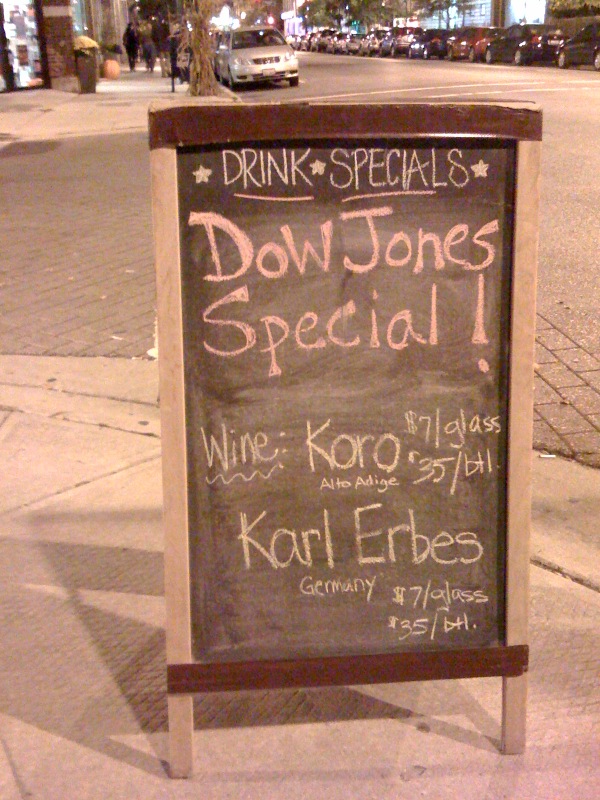 ★ DRINK ★ SPECIALS ★
Dow Jones
Special!
Wine: Koro $7/glass
Alto Adige $35/btl.
Karl Erbes
Germany $7/glass
$35/btl.